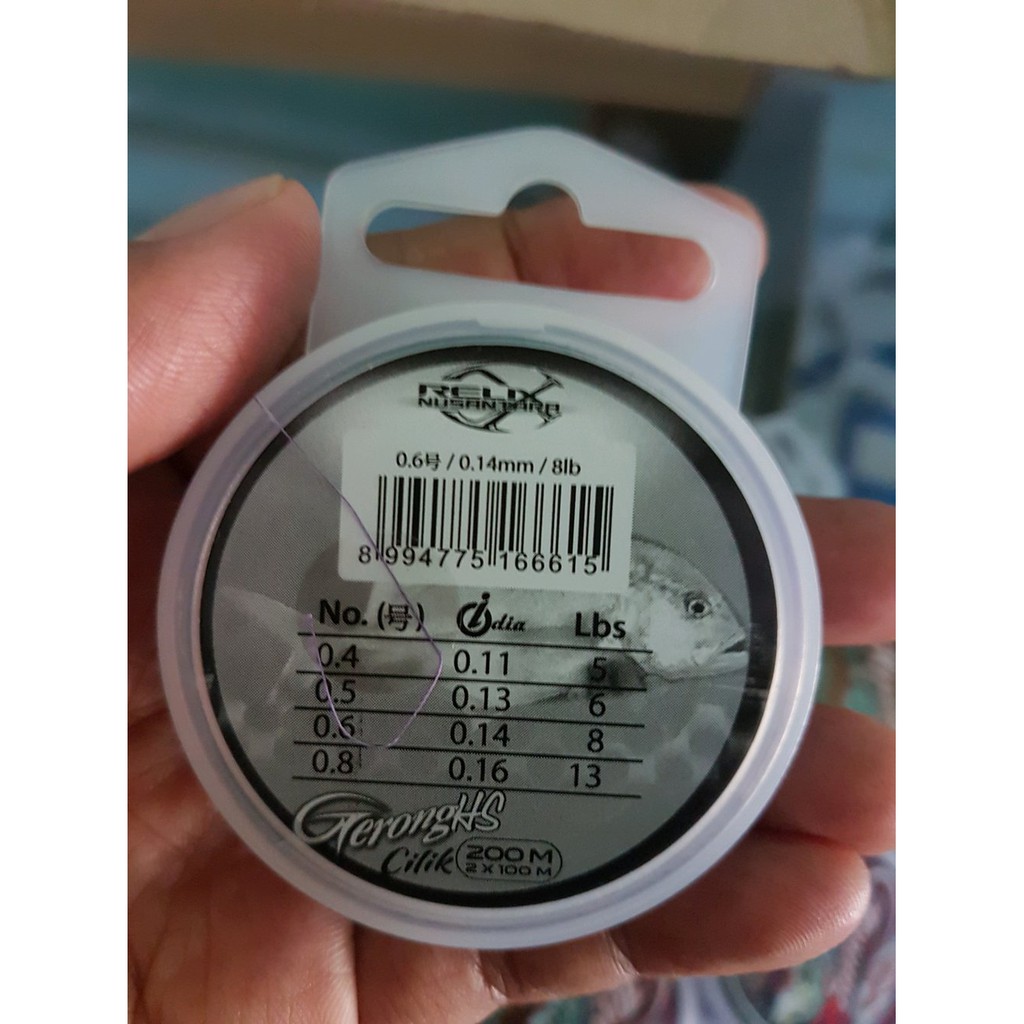 RELIX
NUSANTARA
0.6号 / 0.14mm / 8lb
8 994775 166615
No. (号) dia Lbs
0.4 0.11 5
0.5 0.13 6
0.6 0.14 8
0.8 0.16 13
GerongHS
Cilik 200M
2 X 100M